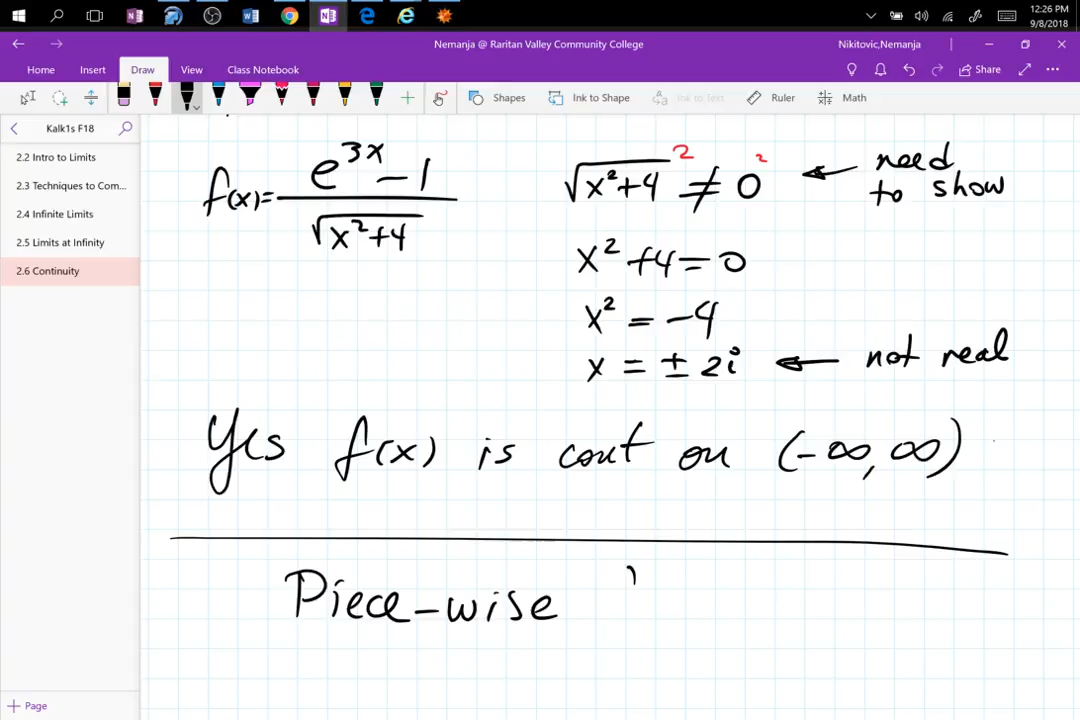 12:26 PM
9/8/2018
Nemanja @ Raritan Valley Community College
Nikitovic,Nemanja
Home Insert Draw View Class Notebook Share
Shapes Ink to Shape Ink to Text Ruler Math
Kalk1s F18
2.2 Intro to Limits
2.3 Techniques to Com...
2.4 Infinite Limits
2.5 Limits at Infinity
2.6 Continuity
Page
f(x)= (e^3x − 1)/√(x²+4)
√(x²+4)² ≠ 0² ← need to show
x² + 4 = 0
x² = −4
x = ± 2i ← not real
Yes f(x) is cont on (−∞, ∞)
Piece-wise